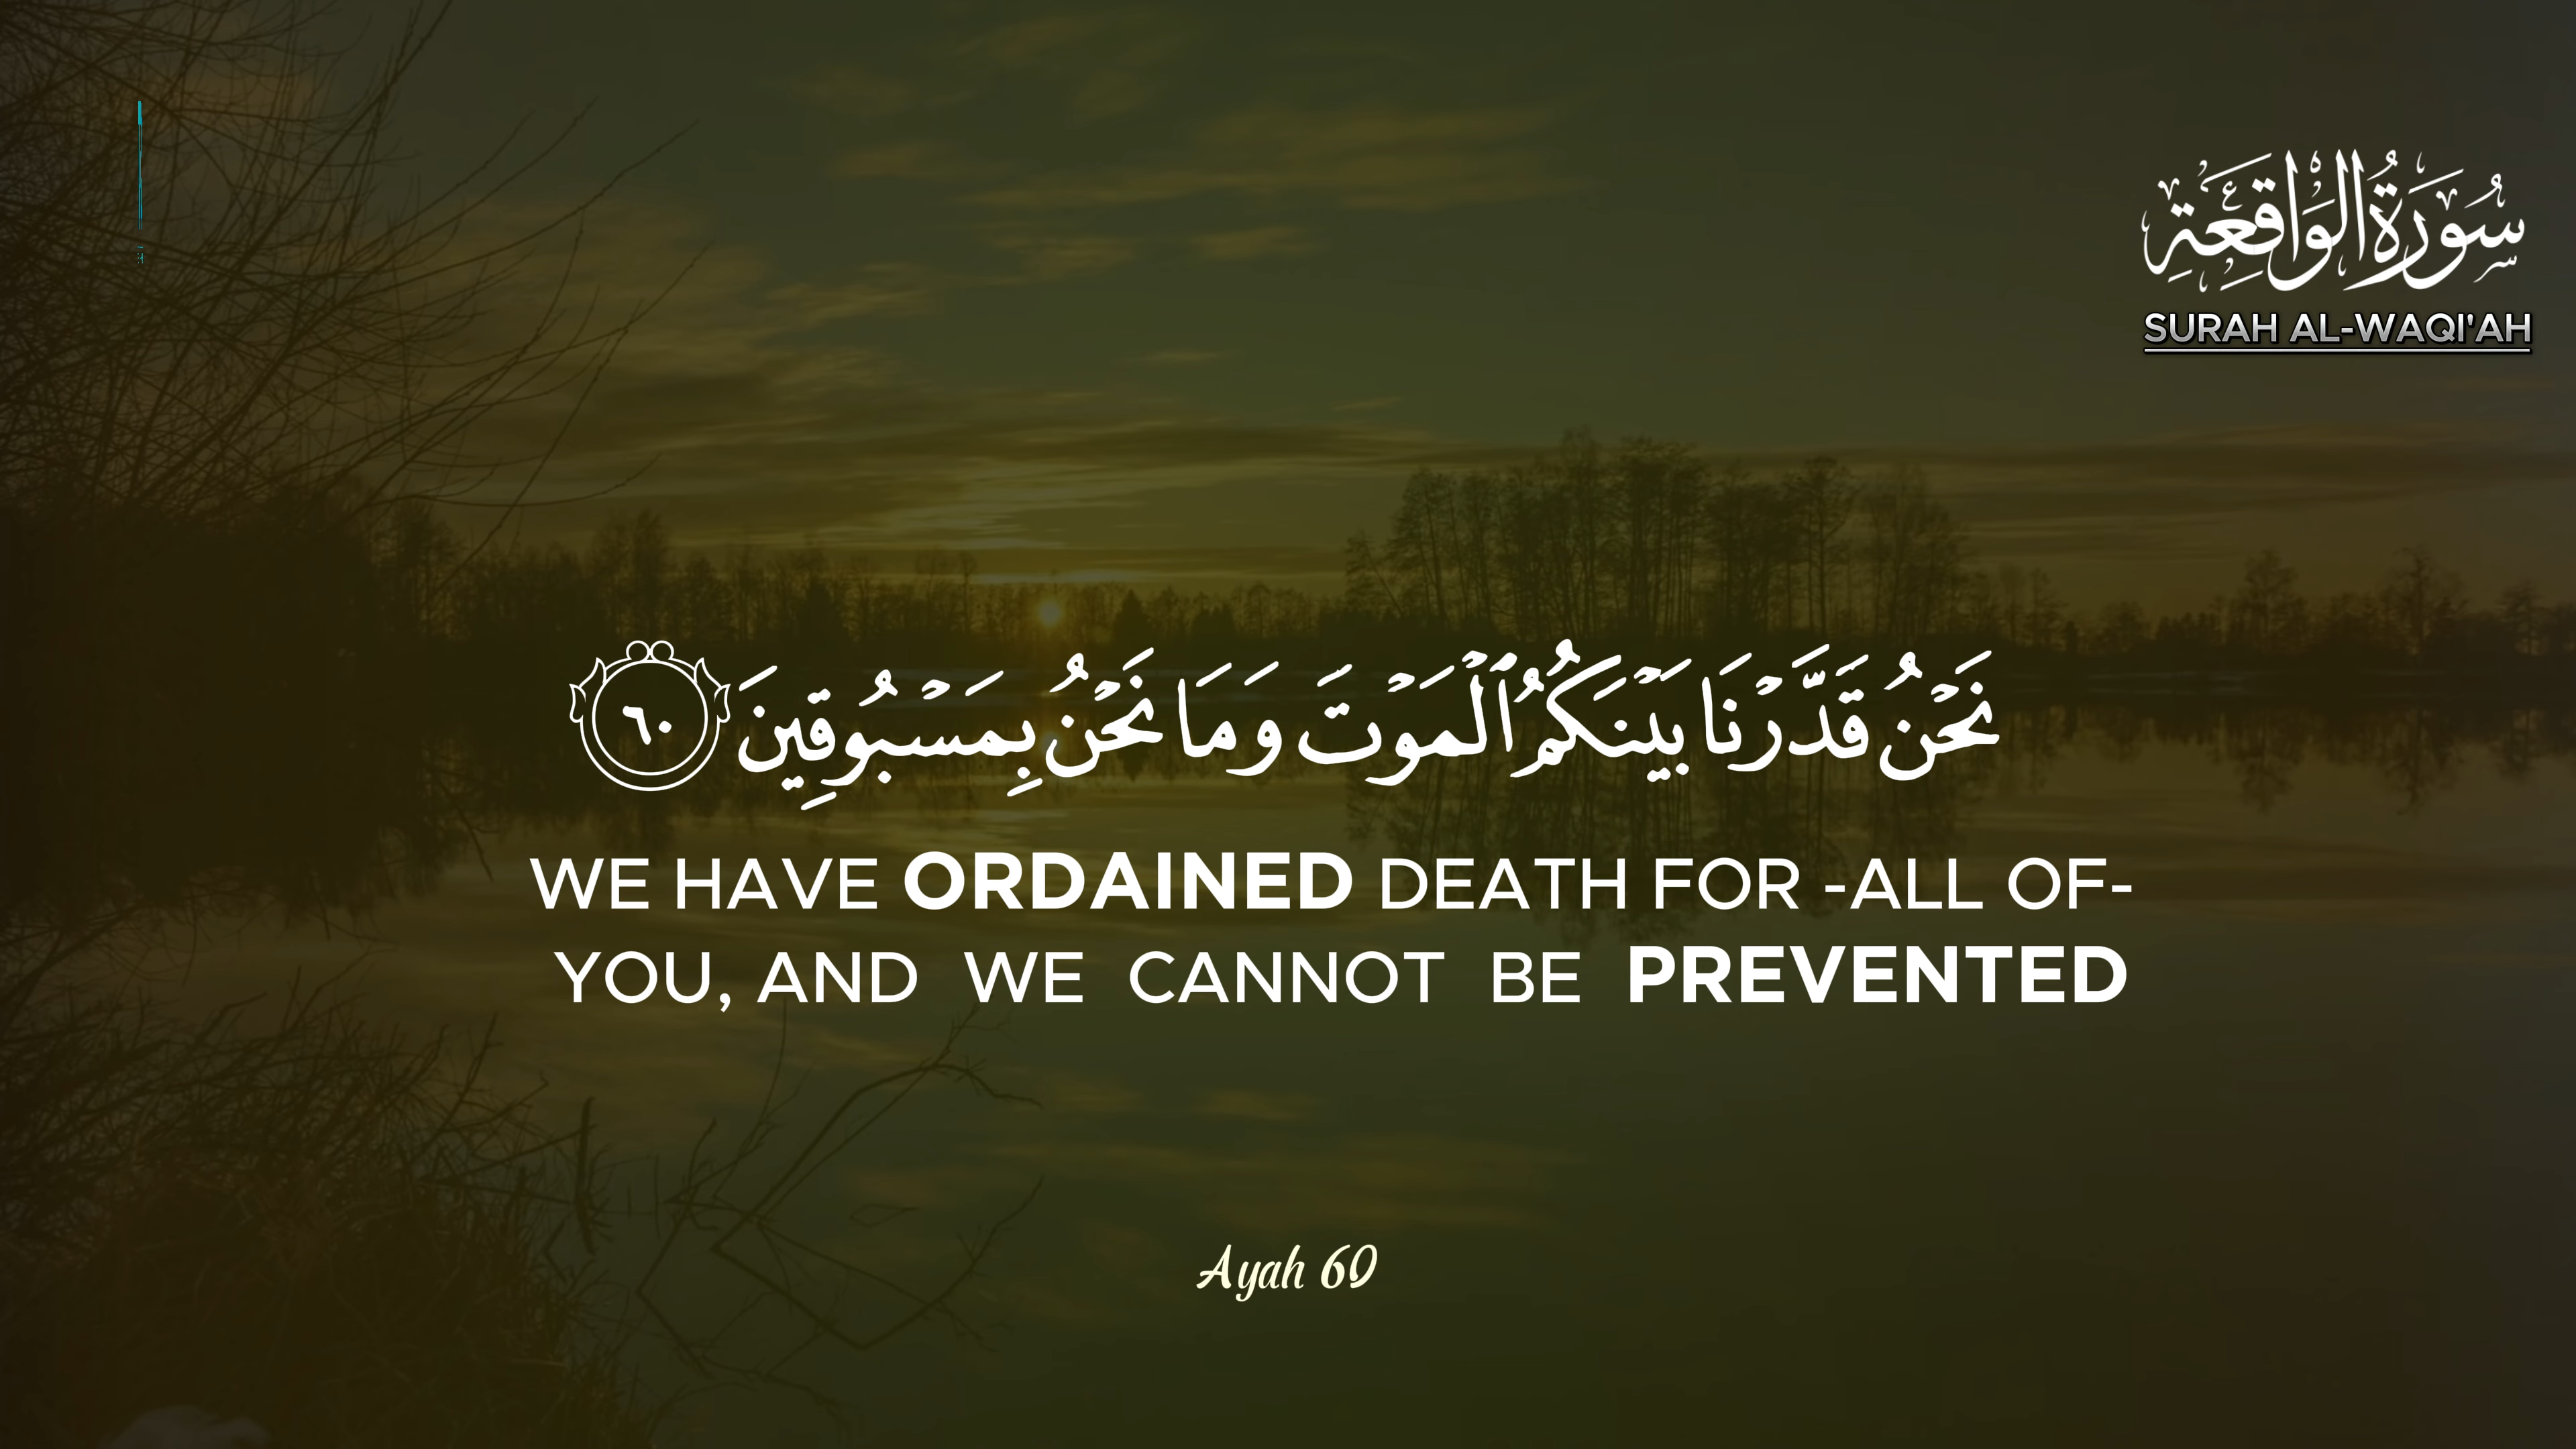 سُورَةُ الوَاقِعَةِ
SURAH AL-WAQI'AH
نَحْنُ قَدَّرْنَا بَيْنَكُمُ ٱلْمَوْتَ وَمَا نَحْنُ بِمَسْبُوقِينَ ٦٠
WE HAVE ORDAINED DEATH FOR -ALL OF-
YOU, AND WE CANNOT BE PREVENTED
Ayah 60